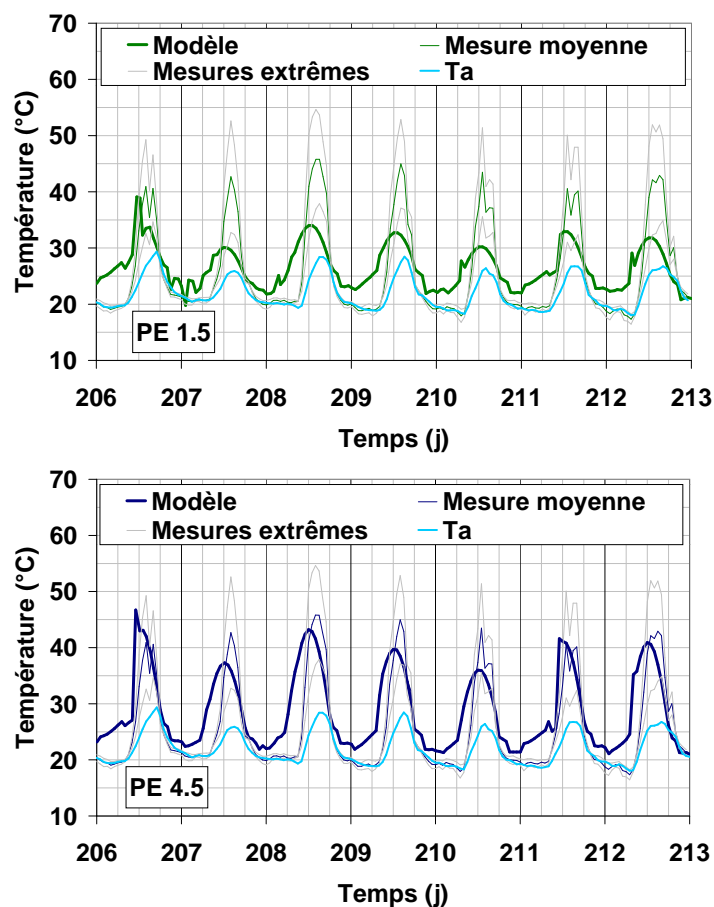 70
60
50
40
30
20
10
Température (°C)
Modèle
Mesure moyenne
Mesures extrêmes
Ta
PE 1.5
206 207 208 209 210 211 212 213
Temps (j)
70
60
50
40
30
20
10
Température (°C)
Modèle
Mesure moyenne
Mesures extrêmes
Ta
PE 4.5
206 207 208 209 210 211 212 213
Temps (j)